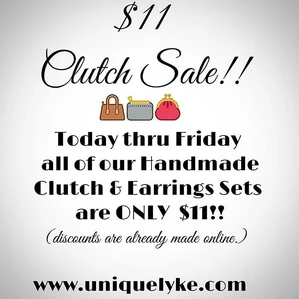 $11
Clutch Sale!!
Today thru Friday
all of our Handmade
Clutch & Earrings Sets
are ONLY $11!!
(discounts are already made online.)
www.uniquelyke.com